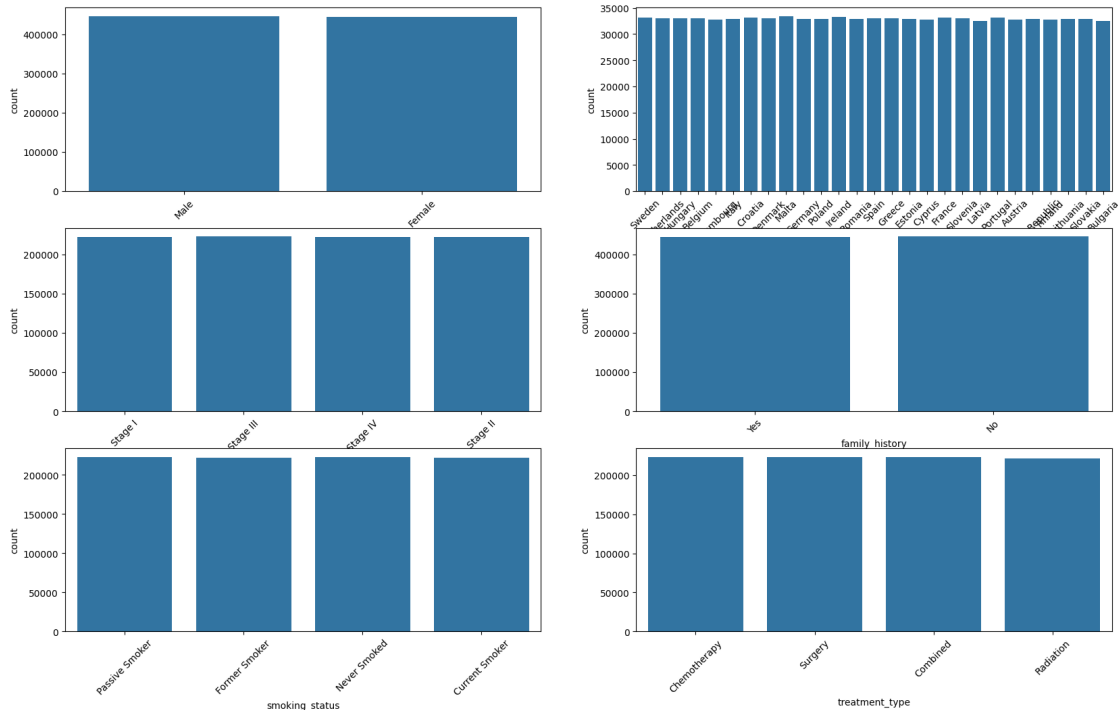 400000
300000
200000
100000
0
count
Male
Female
35000
30000
25000
20000
15000
10000
5000
0
count
Sweden
Hungary
Belgium
Croatia
Denmark
Malta
Poland
Ireland
Spain
Greece
Estonia
Cyprus
France
Slovenia
Latvia
Portugal
Austria
Slovakia
Bulgaria
200000
150000
100000
50000
0
count
Stage I
Stage III
Stage IV
Stage II
400000
300000
200000
100000
0
count
Yes
No
family_history
200000
150000
100000
50000
0
count
Passive Smoker
Former Smoker
Never Smoked
Current Smoker
smoking_status
200000
150000
100000
50000
0
count
Chemotherapy
Surgery
Combined
Radiation
treatment_type